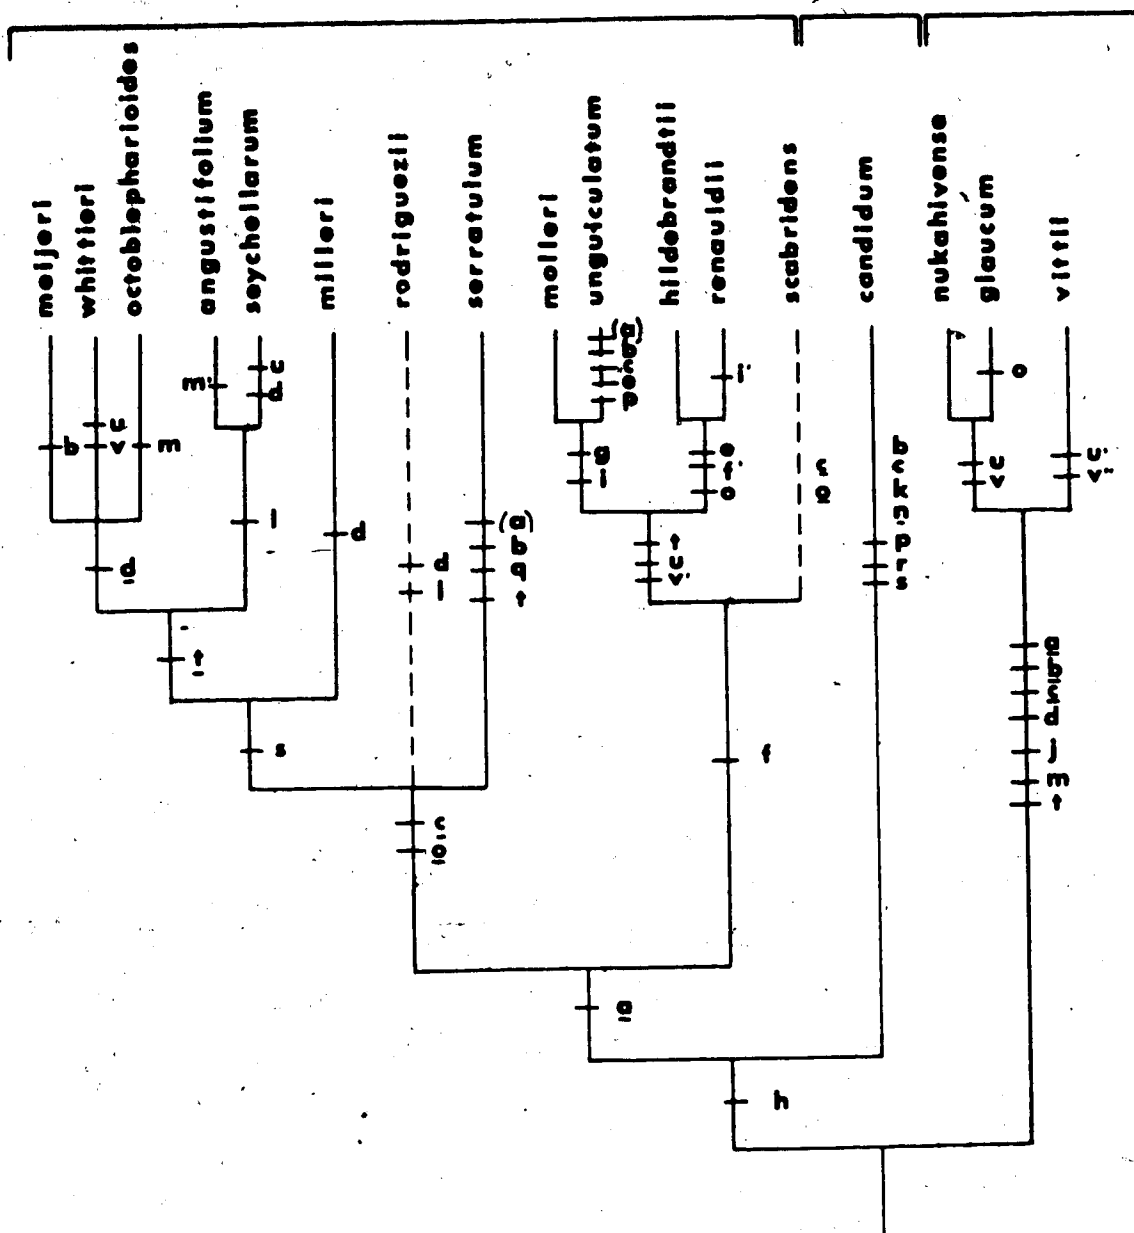 meijeri
whittieri
octoblepharioides
angustifolium
seychellarum
milleri
rodriguezii
serratulum
molleri
unguiculatum
hildebrandtii
renauldii
scabridens
candidum
nukahivense
glaucum
vittii
m'
u
d
i'
o
b
u
v
m
g
i
e
f'
o
u
v
u'
v'
l
d
d
d
l
(a)
b
q
t
t
u
v'
c
b
c
k
p
r
s
t
s
f
a
b
c
d
j
m
t
c
o
a
h